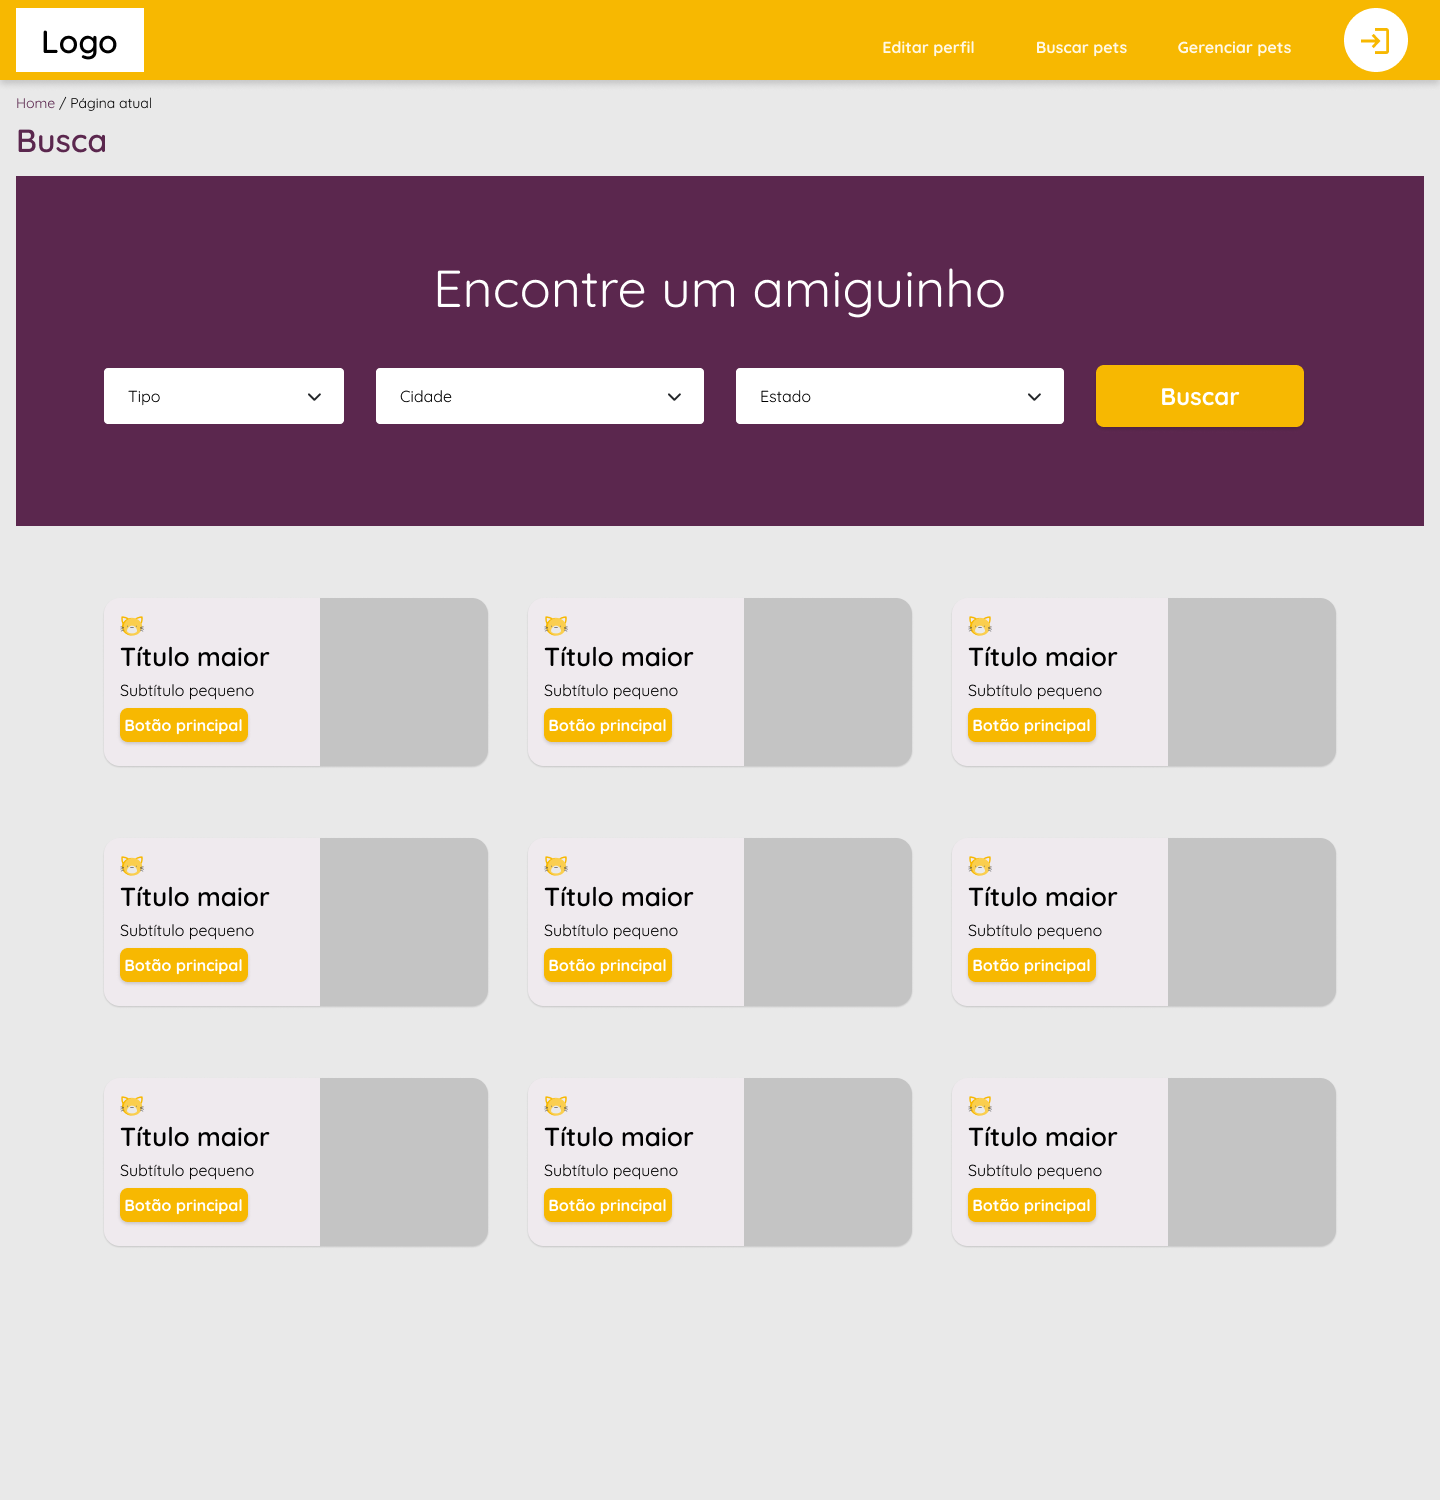 Logo
Editar perfil
Buscar pets
Gerenciar pets
Home / Página atual
Busca
Encontre um amiguinho
Tipo
Cidade
Estado
Buscar
Título maior
Subtítulo pequeno
Botão principal
Título maior
Subtítulo pequeno
Botão principal
Título maior
Subtítulo pequeno
Botão principal
Título maior
Subtítulo pequeno
Botão principal
Título maior
Subtítulo pequeno
Botão principal
Título maior
Subtítulo pequeno
Botão principal
Título maior
Subtítulo pequeno
Botão principal
Título maior
Subtítulo pequeno
Botão principal
Título maior
Subtítulo pequeno
Botão principal